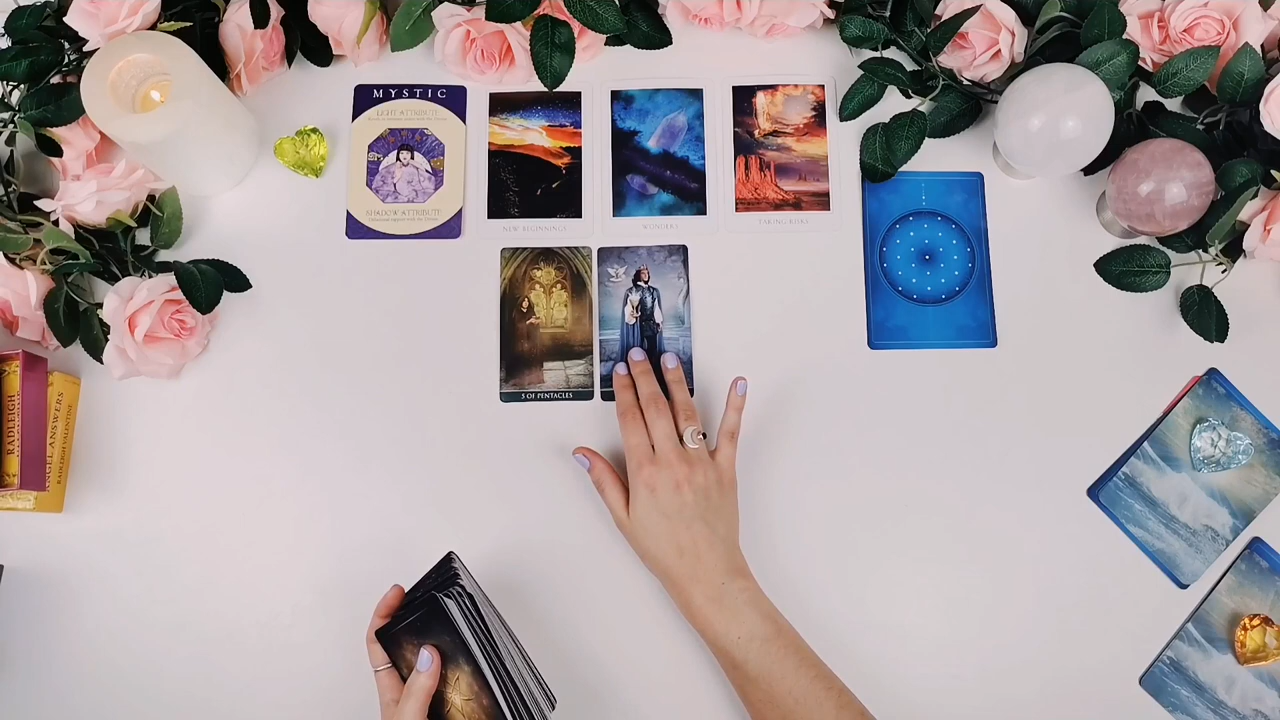 MYSTIC
LIGHT ATTRIBUTE
SHADOW ATTRIBUTE
NEW BEGINNINGS
WONDERS
TAKING RISKS
5 OF PENTACLES
RADLEIGH
ANGEL ANSWERS
RADLEIGH VALENTINE